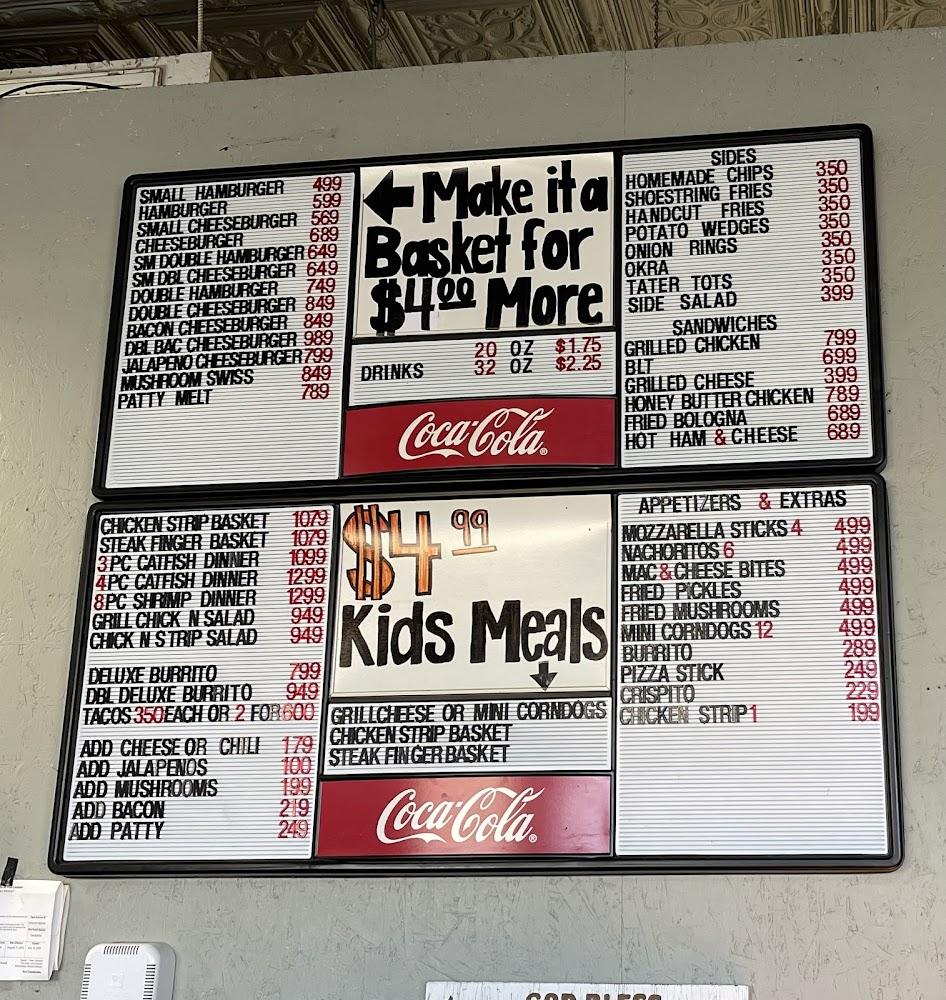 SMALL HAMBURGER 499
HAMBURGER 599
SMALL CHEESEBURGER 569
CHEESEBURGER 689
SM DOUBLE HAMBURGER 649
SM DBL CHEESEBURGER 649
DOUBLE HAMBURGER 749
DOUBLE CHEESEBURGER 849
BACON CHEESEBURGER 849
DBL BAC CHEESEBURGER 989
JALAPENO CHEESEBURGER 799
MUSHROOM SWISS 849
PATTY MELT 789
← Make it a
Basket for
$4.00 More
20 OZ $1.75
DRINKS 32 OZ $2.25
Coca-Cola®
SIDES
HOMEMADE CHIPS 350
SHOESTRING FRIES 350
HANDCUT FRIES 350
POTATO WEDGES 350
ONION RINGS 350
OKRA 350
TATER TOTS 350
SIDE SALAD 399
SANDWICHES
GRILLED CHICKEN 799
BLT 699
GRILLED CHEESE 399
HONEY BUTTER CHICKEN 789
FRIED BOLOGNA 689
HOT HAM & CHEESE 689
CHICKEN STRIP BASKET 1079
STEAK FINGER BASKET 1079
3 PC CATFISH DINNER 1099
4 PC CATFISH DINNER 1299
8 PC SHRIMP DINNER 1299
GRILL CHICK N SALAD 949
CHICK N STRIP SALAD 949
DELUXE BURRITO 799
DBL DELUXE BURRITO 949
TACOS 350 EACH OR 2 FOR 600
ADD CHEESE OR CHILI 179
ADD JALAPENOS 100
ADD MUSHROOMS 199
ADD BACON 219
ADD PATTY 249
$4 99
Kids Meals
↓
GRILLCHEESE OR MINI CORNDOGS
CHICKEN STRIP BASKET
STEAK FINGER BASKET
Coca-Cola®
APPETIZERS & EXTRAS
MOZZARELLA STICKS 4 499
NACHORITOS 6 499
MAC & CHEESE BITES 499
FRIED PICKLES 499
FRIED MUSHROOMS 499
MINI CORNDOGS 12 499
BURRITO 289
PIZZA STICK 249
CRISPITO 229
CHICKEN STRIP 1 199
GOD BLESS